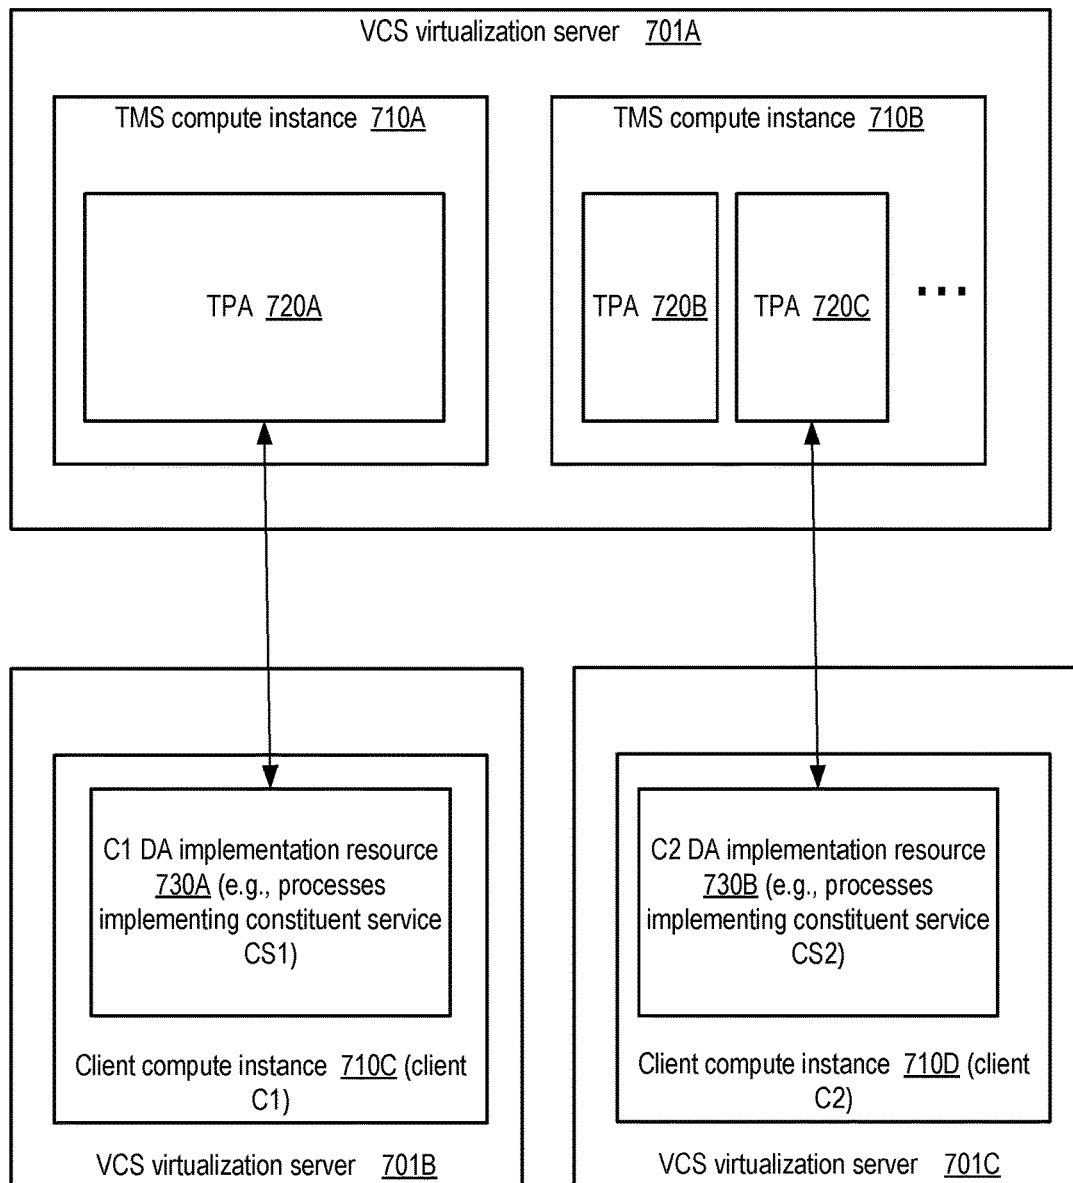 VCS virtualization server 701A
TMS compute instance 710A
TMS compute instance 710B
TPA 720A
TPA 720B
TPA 720C
...
C1 DA implementation resource
730A (e.g., processes
implementing constituent service
CS1)
Client compute instance 710C (client
C1)
VCS virtualization server 701B
C2 DA implementation resource
730B (e.g., processes
implementing constituent service
CS2)
Client compute instance 710D (client
C2)
VCS virtualization server 701C